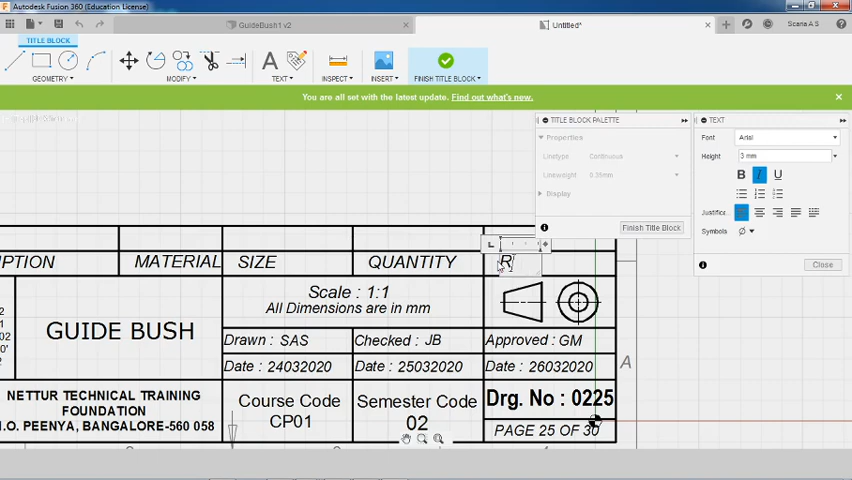 Autodesk Fusion 360 (Education License)
GuideBush1 v2
Untitled*
Scaria A S
TITLE BLOCK
GEOMETRY
MODIFY
TEXT
INSPECT
INSERT
FINISH TITLE BLOCK
You are all set with the latest update. Find out what's new.
TITLE BLOCK PALETTE
Properties
Linetype Continuous
Lineweight 0.35mm
Display
Finish Title Block
TEXT
Font Arial
Height 3 mm
B I U
Justific..
Symbols
Close
PTION MATERIAL SIZE QUANTITY R
Scale : 1:1
All Dimensions are in mm
GUIDE BUSH
Drawn : SAS Checked : JB Approved : GM
Date : 24032020 Date : 25032020 Date : 26032020
A
NETTUR TECHNICAL TRAINING
FOUNDATION
I.O. PEENYA, BANGALORE-560 058
Course Code
CP01
Semester Code
02
Drg. No : 0225
PAGE 25 OF 30